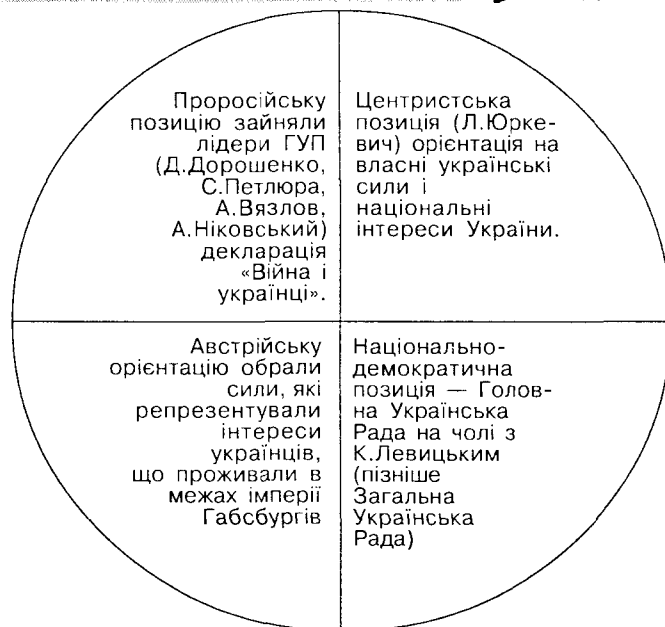 Проросійську
позицію зайняли
лідери ГУП
(Д.Дорошенко,
С.Петлюра,
А.Вязлов,
А.Ніковський)
декларація
«Війна і
українці».
Центристська
позиція (Л.Юрке-
вич) орієнтація на
власні українські
сили і
національні
інтереси України.
Австрійську
орієнтацію обрали
сили, які
репрезентували
інтереси
українців,
що проживали в
межах імперії
Габсбургів
Національно-
демократична
позиція — Голов-
на Українська
Рада на чолі з
К.Левицьким
(пізніше
Загальна
Українська
Рада)